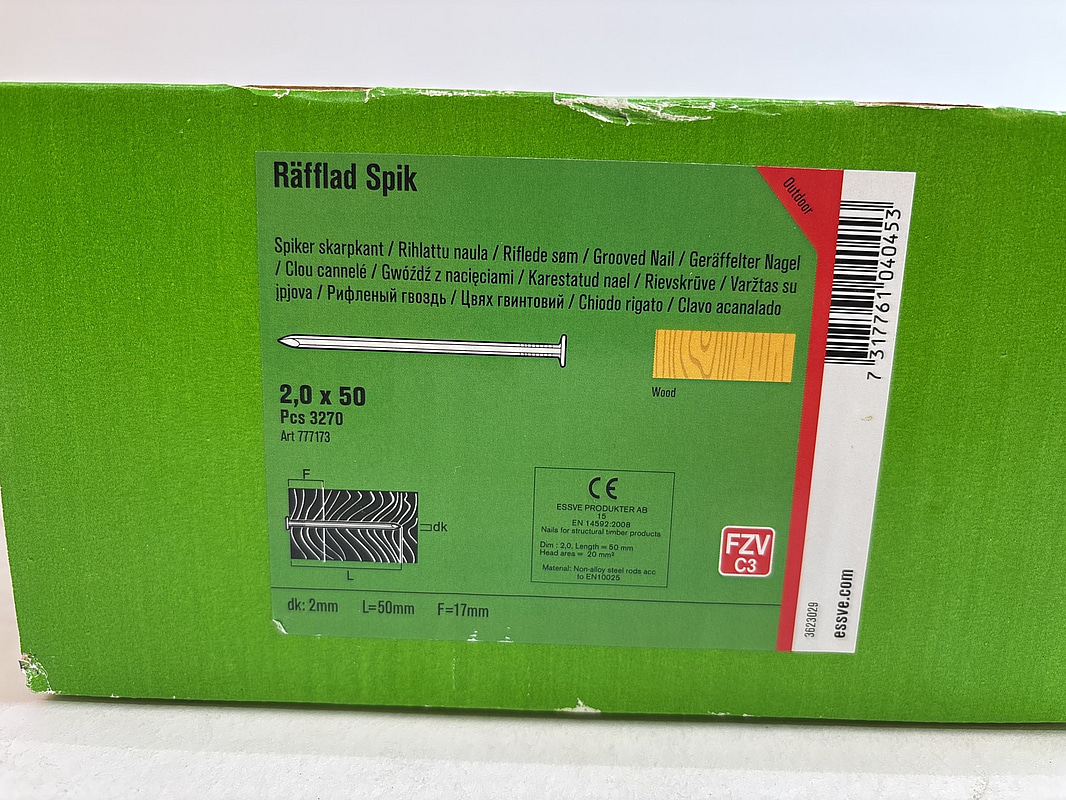 Räfflad Spik
Outdoor
Spiker skarpkant / Rihlattu naula / Riflede søm / Grooved Nail / Geräffelter Nagel
/ Clou cannelé / Gwóźdź z nacięciami / Karestatud nael / Rievskrūve / Varžtas su
įpjova / Рифленый гвоздь / Цвях гвинтовий / Chiodo rigato / Clavo acanalado
Wood
2,0 x 50
Pcs 3270
Art 777173
F
dk
L
CE
ESSVE PRODUKTER AB
15
EN 14592:2008
Nails for structural timber products
Dim : 2,0, Length = 50 mm
Head area = 20 mm²
Material: Non-alloy steel rods acc
to EN10025
FZV
C3
dk: 2mm L=50mm F=17mm
7 317761 040453
3623029
essve.com